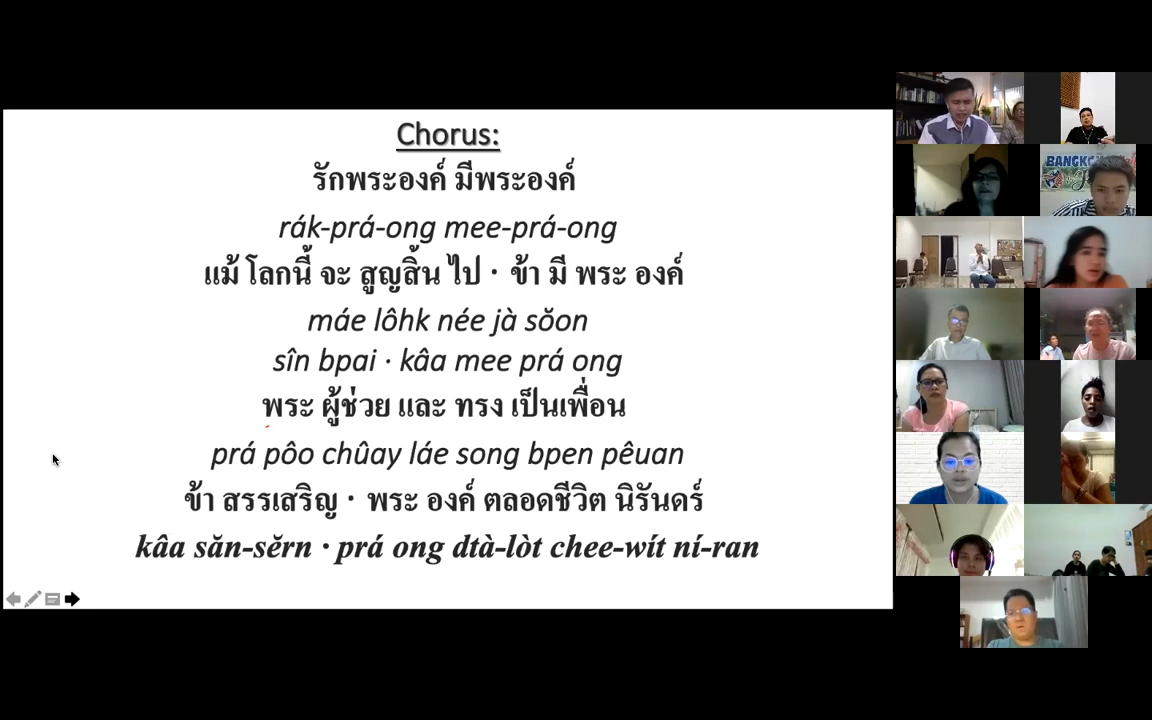 Chorus:
รักพระองค์ มีพระองค์
rák-prá-ong mee-prá-ong
แม้ โลกนี้ จะ สูญสิ้น ไป · ข้า มี พระ องค์
máe lôhk née jà sŏon
sîn bpai · kâa mee prá ong
พระ ผู้ช่วย และ ทรง เป็นเพื่อน
prá pôo chûay láe song bpen pêuan
ข้า สรรเสริญ · พระ องค์ ตลอดชีวิต นิรันดร์
kâa săn-sĕrn · prá ong dtà-lòt chee-wít ní-ran